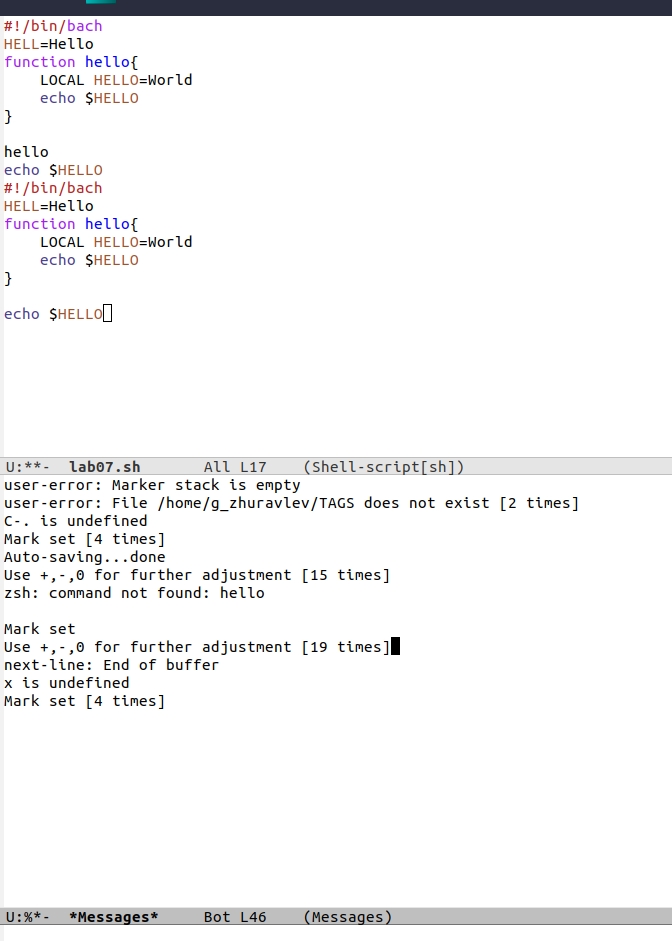 #!/bin/bach
HELL=Hello
function hello{
    LOCAL HELLO=World
    echo $HELLO
}
hello
echo $HELLO
#!/bin/bach
HELL=Hello
function hello{
    LOCAL HELLO=World
    echo $HELLO
}
echo $HELLO
U:**-  lab07.sh       All L17    (Shell-script[sh])
user-error: Marker stack is empty
user-error: File /home/g_zhuravlev/TAGS does not exist [2 times]
C-. is undefined
Mark set [4 times]
Auto-saving...done
Use +,-,0 for further adjustment [15 times]
zsh: command not found: hello
Mark set
Use +,-,0 for further adjustment [19 times]
next-line: End of buffer
x is undefined
Mark set [4 times]
U:%*-  *Messages*     Bot L46    (Messages)